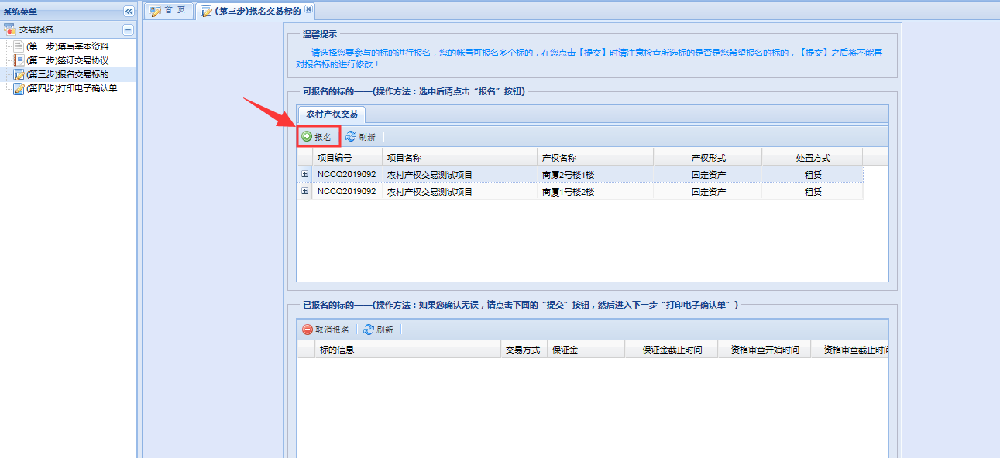 系统菜单
交易报名
(第一步)填写基本资料
(第二步)签订交易协议
(第三步)报名交易标的
(第四步)打印电子确认单
首 页
(第三步)报名交易标的
温馨提示
请选择您要参与的标的进行报名，您的帐号可报名多个标的，在您点击【提交】时请注意检查所选标的是否是您希望报名的标的，【提交】之后将不能再
对报名标的进行修改！
可报名的标的——(操作方法：选中后请点击“报名”按钮)
农村产权交易
报名 刷新
项目编号 项目名称 产权名称 产权形式 处置方式
NCCQ2019092 农村产权交易测试项目 商厦2号楼1楼 固定资产 租赁
NCCQ2019092 农村产权交易测试项目 商厦1号楼2楼 固定资产 租赁
已报名的标的——(操作方法：如果您确认无误，请点击下面的“提交”按钮，然后进入下一步“打印电子确认单”)
取消报名 刷新
标的信息 交易方式 保证金 保证金截止时间 资格审查开始时间 资格审查截止时间